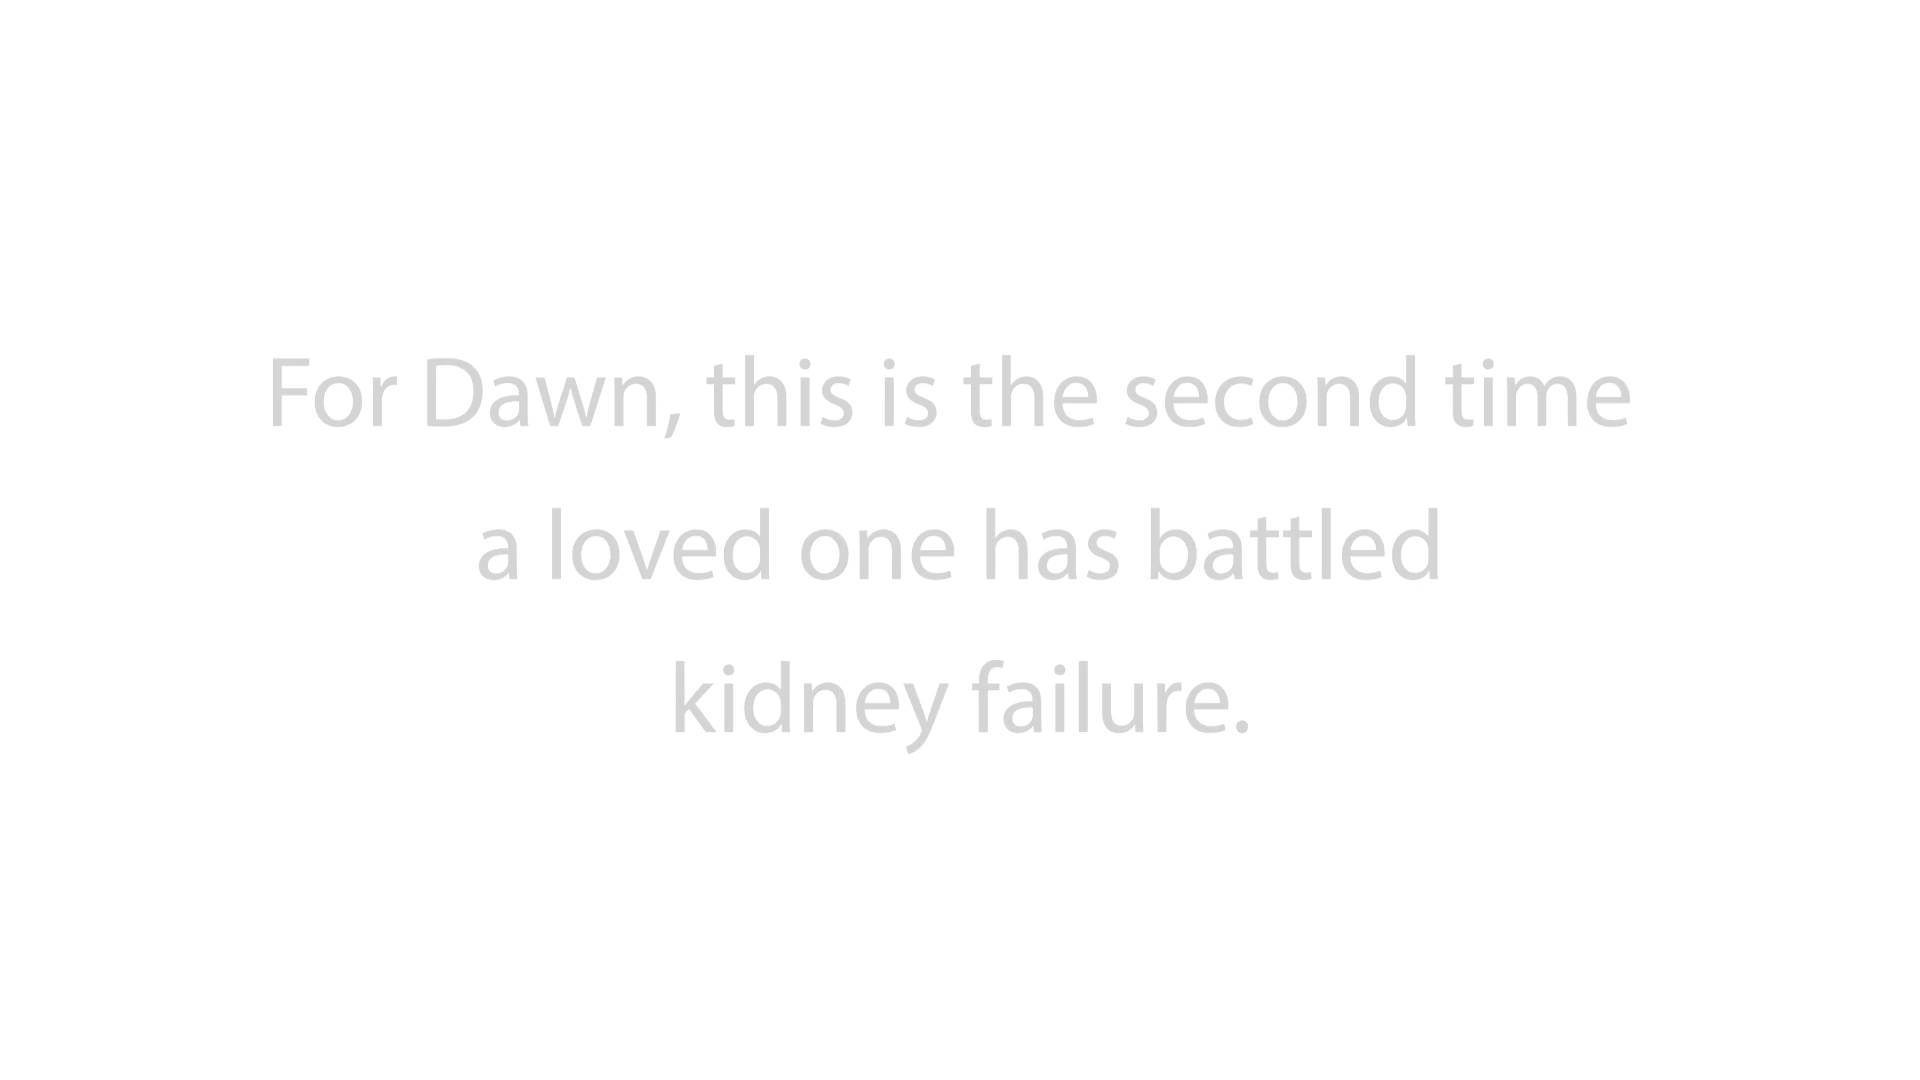 For Dawn, this is the second time
a loved one has battled
kidney failure.